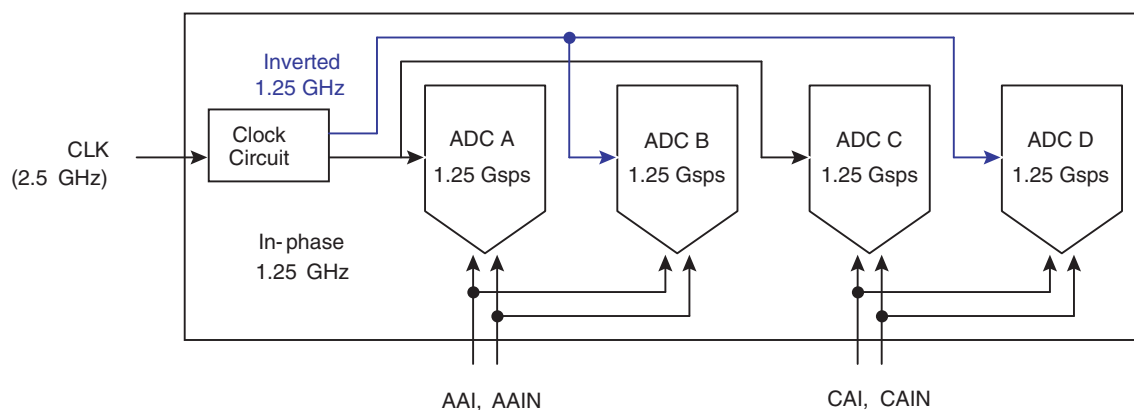 Inverted
1.25 GHz
CLK
(2.5 GHz)
Clock
Circuit
In-phase
1.25 GHz
ADC A
1.25 Gsps
ADC B
1.25 Gsps
ADC C
1.25 Gsps
ADC D
1.25 Gsps
AAI, AAIN
CAI, CAIN